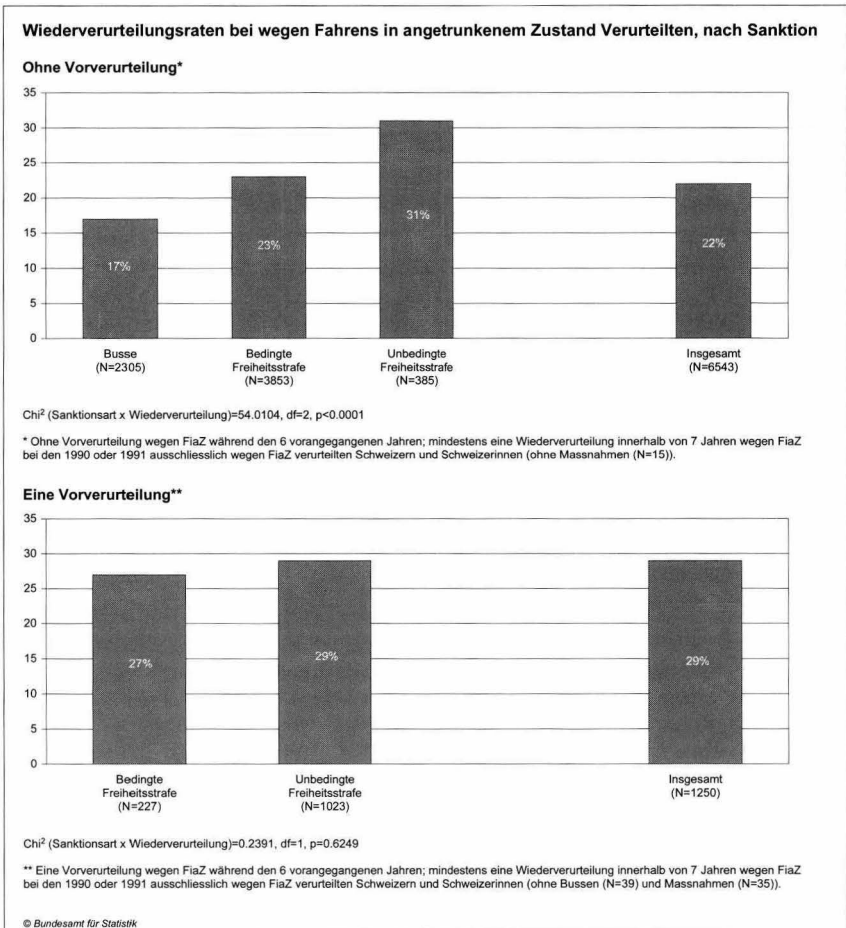 Wiederverurteilungsraten bei wegen Fahrens in angetrunkenem Zustand Verurteilten, nach Sanktion
Ohne Vorverurteilung*
35
30
25
20
15
10
5
0
17%
23%
31%
22%
Busse
(N=2305)
Bedingte
Freiheitsstrafe
(N=3853)
Unbedingte
Freiheitsstrafe
(N=385)
Insgesamt
(N=6543)
Chi² (Sanktionsart x Wiederverurteilung)=54.0104, df=2, p<0.0001
* Ohne Vorverurteilung wegen FiaZ während den 6 vorangegangenen Jahren; mindestens eine Wiederverurteilung innerhalb von 7 Jahren wegen FiaZ
bei den 1990 oder 1991 ausschliesslich wegen FiaZ verurteilten Schweizern und Schweizerinnen (ohne Massnahmen (N=15)).
Eine Vorverurteilung**
35
30
25
20
15
10
5
0
27%
29%
29%
Bedingte
Freiheitsstrafe
(N=227)
Unbedingte
Freiheitsstrafe
(N=1023)
Insgesamt
(N=1250)
Chi² (Sanktionsart x Wiederverurteilung)=0.2391, df=1, p=0.6249
** Eine Vorverurteilung wegen FiaZ während den 6 vorangegangenen Jahren; mindestens eine Wiederverurteilung innerhalb von 7 Jahren wegen FiaZ
bei den 1990 oder 1991 ausschliesslich wegen FiaZ verurteilten Schweizern und Schweizerinnen (ohne Bussen (N=39) und Massnahmen (N=35)).
© Bundesamt für Statistik